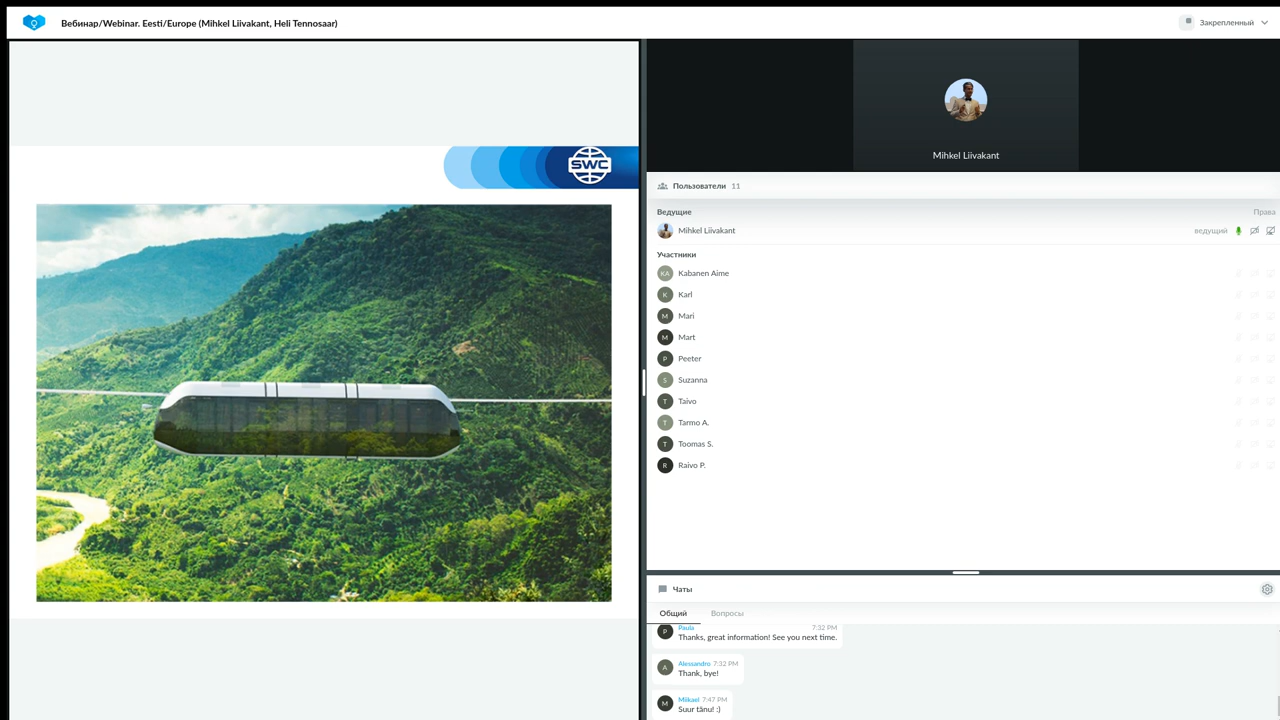 Вебинар/Webinar. Eesti/Europe (Mihkel Liivakant, Heli Tennosaar)
Закрепленный
SWC
Mihkel Liivakant
Пользователи 11
Ведущие Права
Mihkel Liivakant ведущий
Участники
KA Kabanen Aime
K Karl
M Mari
M Mart
P Peeter
S Suzanna
T Taivo
T Tarmo A.
T Toomas S.
R Raivo P.
Чаты
Общий Вопросы
Paula 7:32 PM
P Thanks, great information! See you next time.
Alessandro 7:32 PM
A Thank, bye!
Miikael 7:47 PM
M Suur tänu! :)